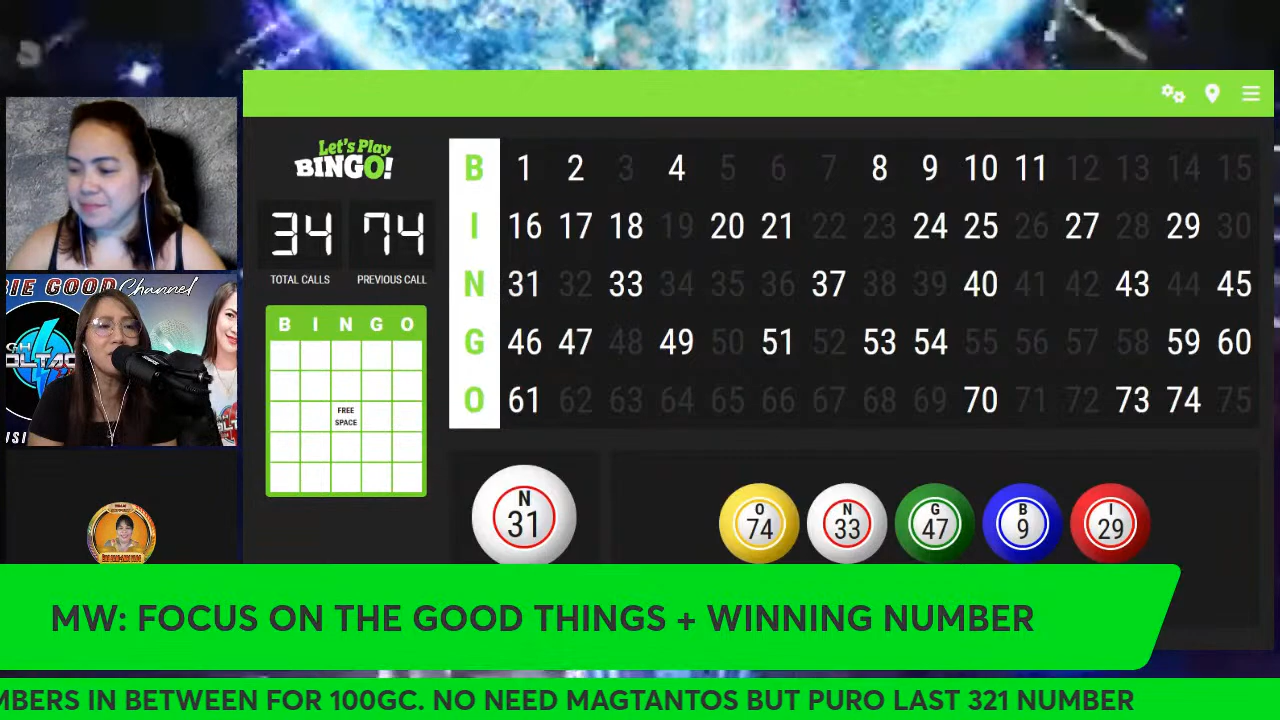 Let's Play
BINGO!
34 74
TOTAL CALLS PREVIOUS CALL
B I N G O
FREE
SPACE
B 1 2 3 4 5 6 7 8 9 10 11 12 13 14 15
I 16 17 18 19 20 21 22 23 24 25 26 27 28 29 30
N 31 32 33 34 35 36 37 38 39 40 41 42 43 44 45
G 46 47 48 49 50 51 52 53 54 55 56 57 58 59 60
O 61 62 63 64 65 66 67 68 69 70 71 72 73 74 75
BIE GOOD Channel
N
31
O
74
N
33
G
47
B
9
I
29
MW: FOCUS ON THE GOOD THINGS + WINNING NUMBER
MBERS IN BETWEEN FOR 100GC. NO NEED MAGTANTOS BUT PURO LAST 321 NUMBER